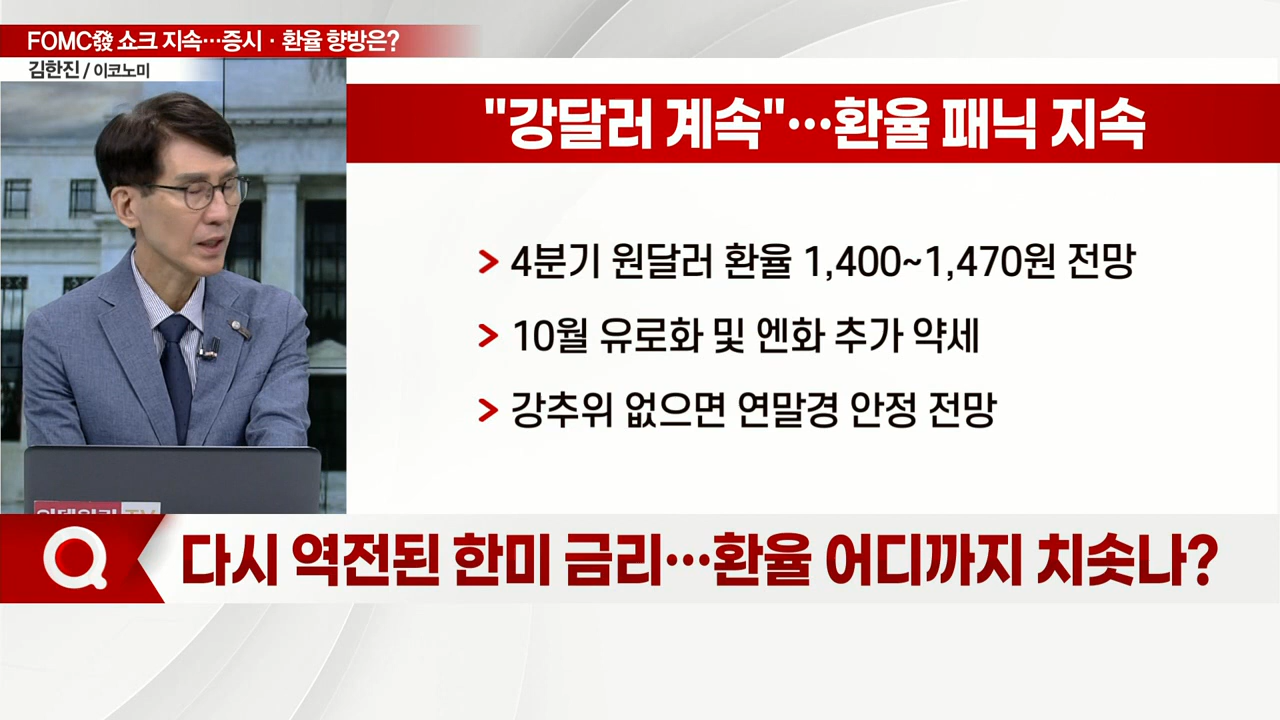 FOMC發 쇼크 지속…증시 · 환율 향방은?
김한진 / 이코노미
"강달러 계속"…환율 패닉 지속
> 4분기 원달러 환율 1,400~1,470원 전망
> 10월 유로화 및 엔화 추가 약세
> 강추위 없으면 연말경 안정 전망
다시 역전된 한미 금리…환율 어디까지 치솟나?